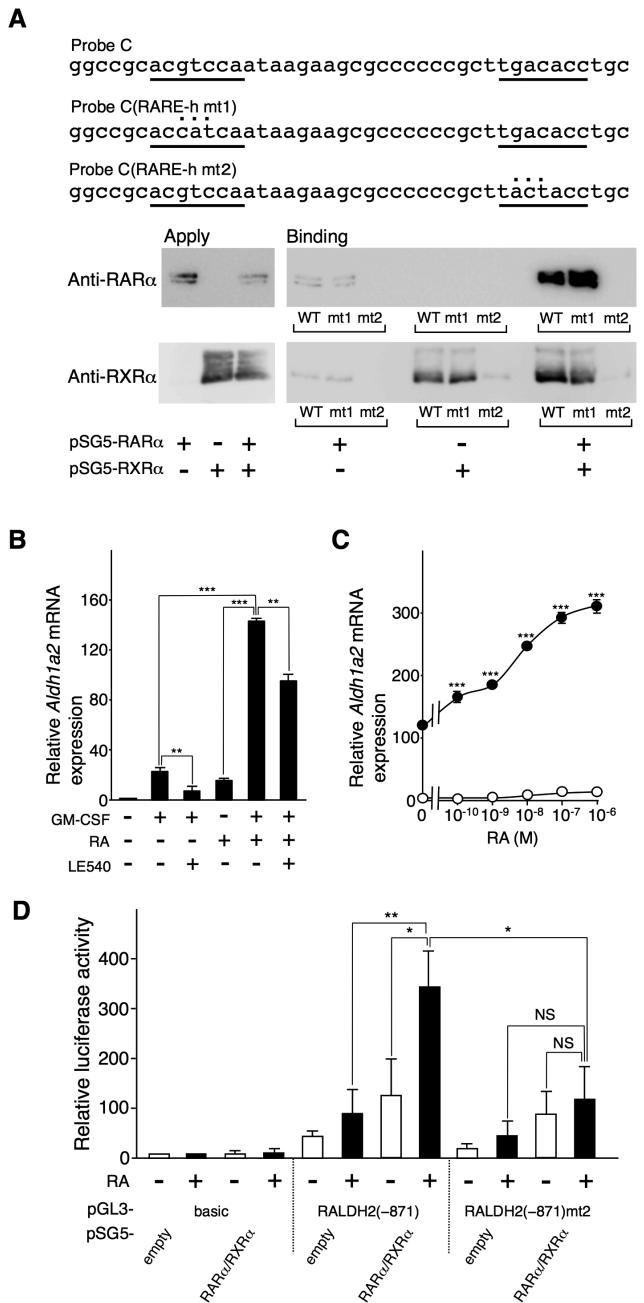 A
Probe C
ggccgcacgtccaataagaagcgcccccccgcttgacacctgc
Probe C(RARE-h mt1)
ggccgcaccatcaataagaagcgcccccccgcttgacacctgc
Probe C(RARE-h mt2)
ggccgcacgtccaataagaagcgcccccccgcttactacctgc
Apply Binding
Anti-RARα
WT mt1 mt2 WT mt1 mt2 WT mt1 mt2
Anti-RXRα
WT mt1 mt2 WT mt1 mt2 WT mt1 mt2
pSG5-RARα + - + + - +
pSG5-RXRα - + + - + +
B
Relative Aldh1a2 mRNA
expression
160
120
80
40
0
***
*** **
**
GM-CSF - + + - + +
RA - - - + + +
LE540 - - + - - +
C
Relative Aldh1a2 mRNA
expression
300
200
100
0
*** *** *** *** ***
0 10-10 10-9 10-8 10-7 10-6
RA (M)
D
Relative luciferase activity
400
300
200
100
0
**
* *
NS
NS
RA - + - + - + - + - + - +
pGL3- basic RALDH2(−871) RALDH2(−871)mt2
pSG5-
empty RARα/RXRα empty RARα/RXRα empty RARα/RXRα